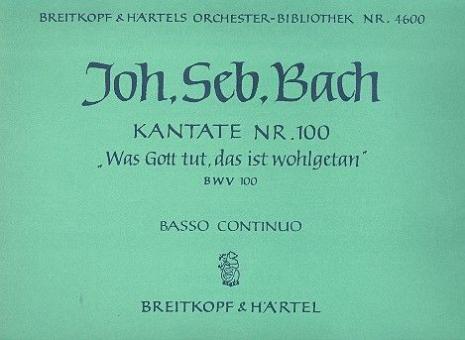 BREITKOPF & HÄRTELS ORCHESTER-BIBLIOTHEK NR. 4600
Joh. Seb. Bach
KANTATE NR. 100
„Was Gott tut, das ist wohlgetan“
BWV 100
BASSO CONTINUO
BREITKOPF & HÄRTEL